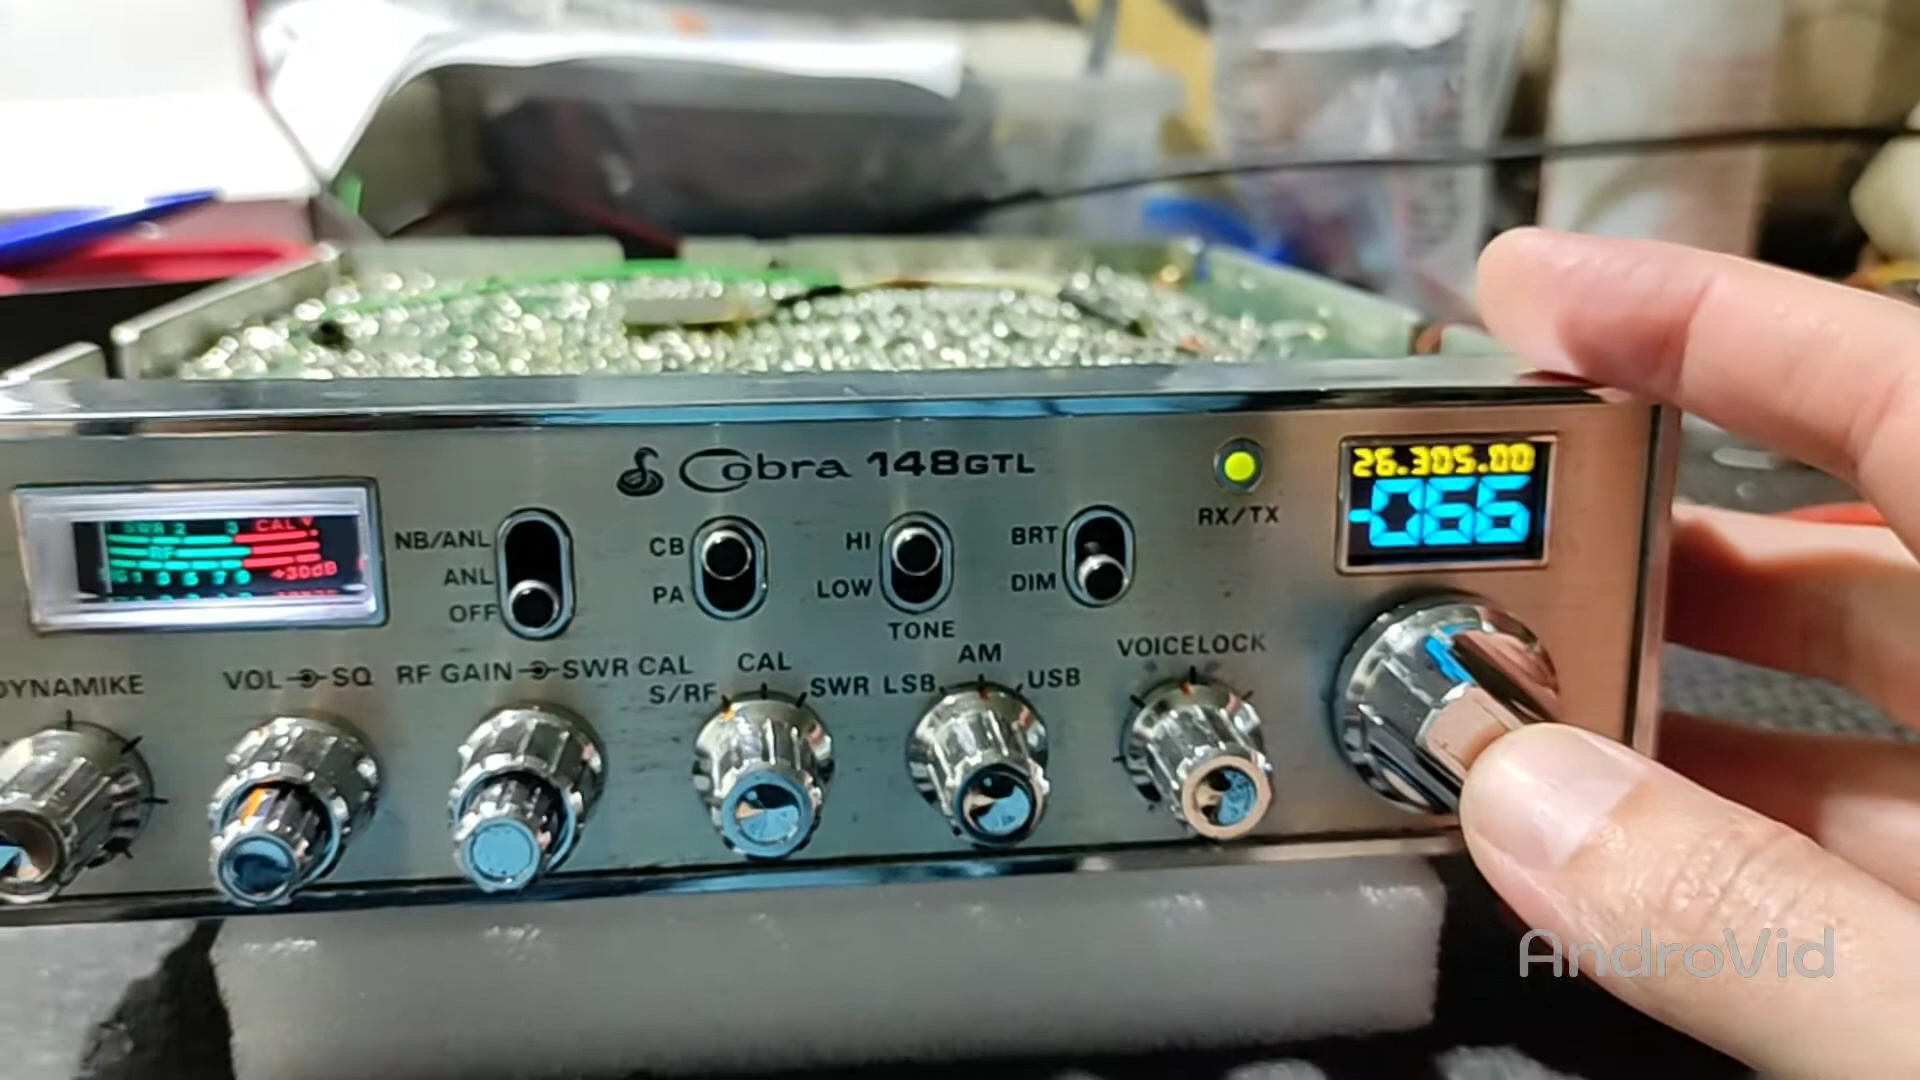 Cobra 148GTL
26.305.00
-066
RX/TX
SWR 2 3 CAL
RF
+30dB
NB/ANL
ANL
OFF
CB
PA
HI
LOW
TONE
BRT
DIM
DYNAMIKE
VOL SQ
RF GAIN SWR CAL
S/RF CAL SWR
LSB AM USB
VOICELOCK
AndroVid